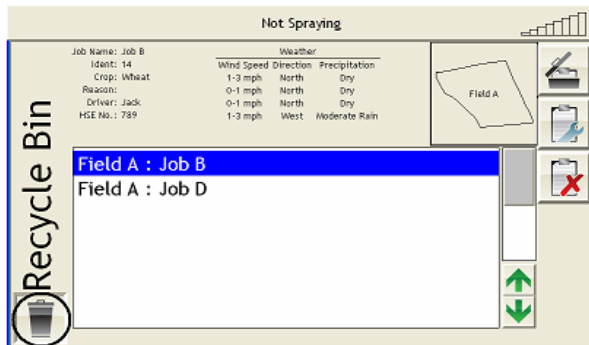 Not Spraying
Job Name: Job B
Ident: 14
Crop: Wheat
Reason:
Driver: Jack
HSE No.: 789
Weather
Wind Speed Direction Precipitation
1-3 mph North Dry
0-1 mph North Dry
0-1 mph North Dry
1-3 mph West Moderate Rain
Field A
Recycle Bin
Field A : Job B
Field A : Job D